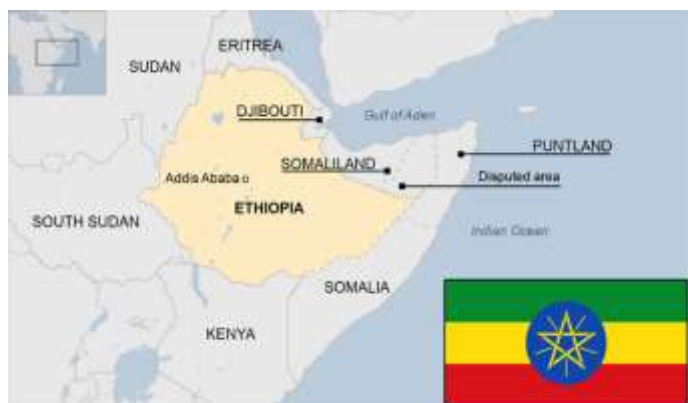 ERITREA
SUDAN
DJIBOUTI
Gulf of Aden
PUNTLAND
SOMALILAND
Disputed area
Addis Ababa
ETHIOPIA
SOUTH SUDAN
Indian Ocean
SOMALIA
KENYA